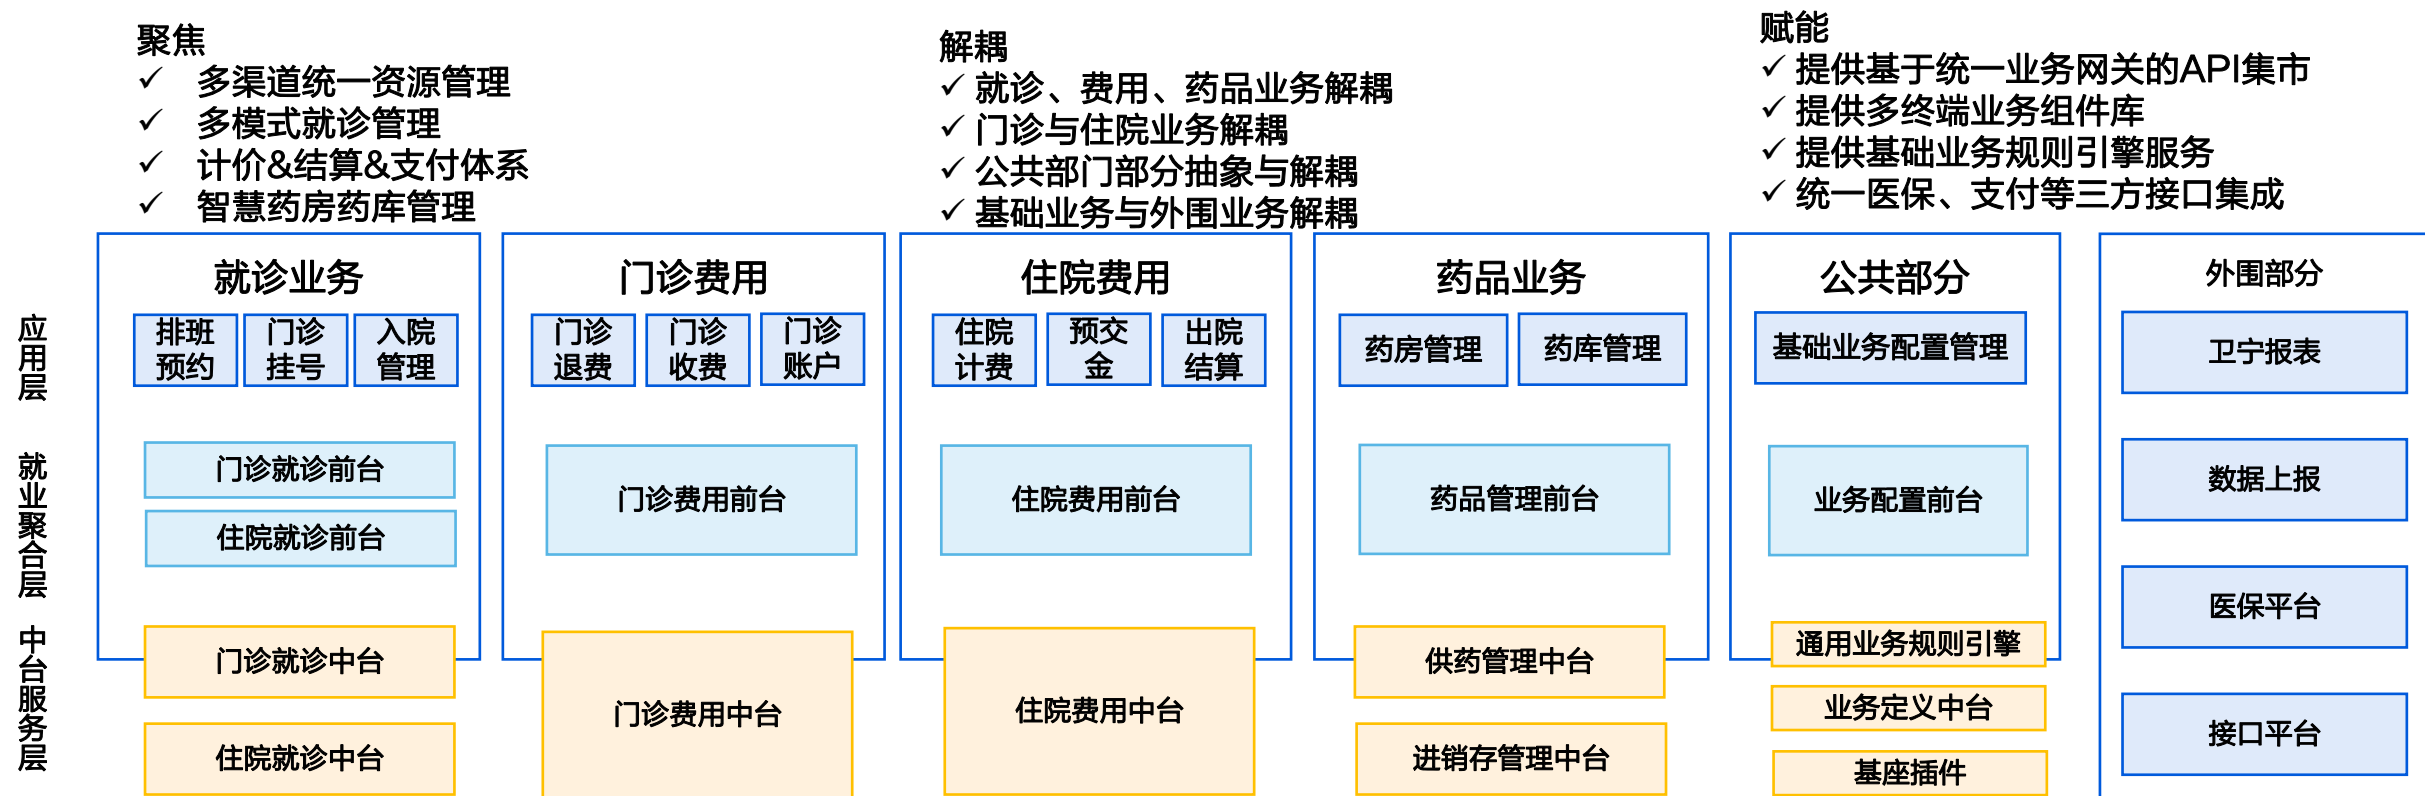 聚焦
✓ 多渠道统一资源管理
✓ 多模式就诊管理
✓ 计价&结算&支付体系
✓ 智慧药房药库管理
解耦
✓ 就诊、费用、药品业务解耦
✓ 门诊与住院业务解耦
✓ 公共部门部分抽象与解耦
✓ 基础业务与外围业务解耦
赋能
✓ 提供基于统一业务网关的API集市
✓ 提供多终端业务组件库
✓ 提供基础业务规则引擎服务
✓ 统一医保、支付等三方接口集成
应用层
就业聚合层
中台服务层
就诊业务
排班
预约
门诊
挂号
入院
管理
门诊就诊前台
住院就诊前台
门诊就诊中台
住院就诊中台
门诊费用
门诊
退费
门诊
收费
门诊
账户
门诊费用前台
门诊费用中台
住院费用
住院
计费
预交
金
出院
结算
住院费用前台
住院费用中台
药品业务
药房管理
药库管理
药品管理前台
供药管理中台
进销存管理中台
公共部分
基础业务配置管理
业务配置前台
通用业务规则引擎
业务定义中台
基座插件
外围部分
卫宁报表
数据上报
医保平台
接口平台